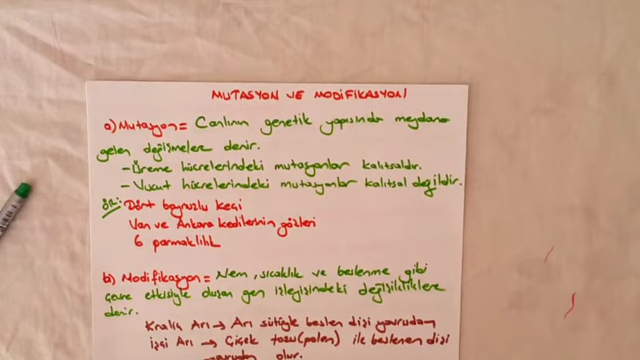 MUTASYON VE MODİFİKASYON
a) Mutasyon = Canlının genetik yapısında meydana
gelen değişmelere denir.
- Üreme hücrelerindeki mutasyonlar kalıtsaldır.
- Vücut hücrelerindeki mutasyonlar kalıtsal değildir.
ÖR: Dört boynuzlu keçi
Van ve Ankara kedilerinin gözleri
6 parmaklılık
b) Modifikasyon = Nem, sıcaklık ve beslenme gibi
çevre etkisiyle oluşan gen işleyişindeki değişikliklere
denir.
Kraliçe Arı → Arı sütüyle beslen dişi yavrudan
İşçi Arı → Çiçek tozu (polen) ile beslenen dişi
yavrudan olur.